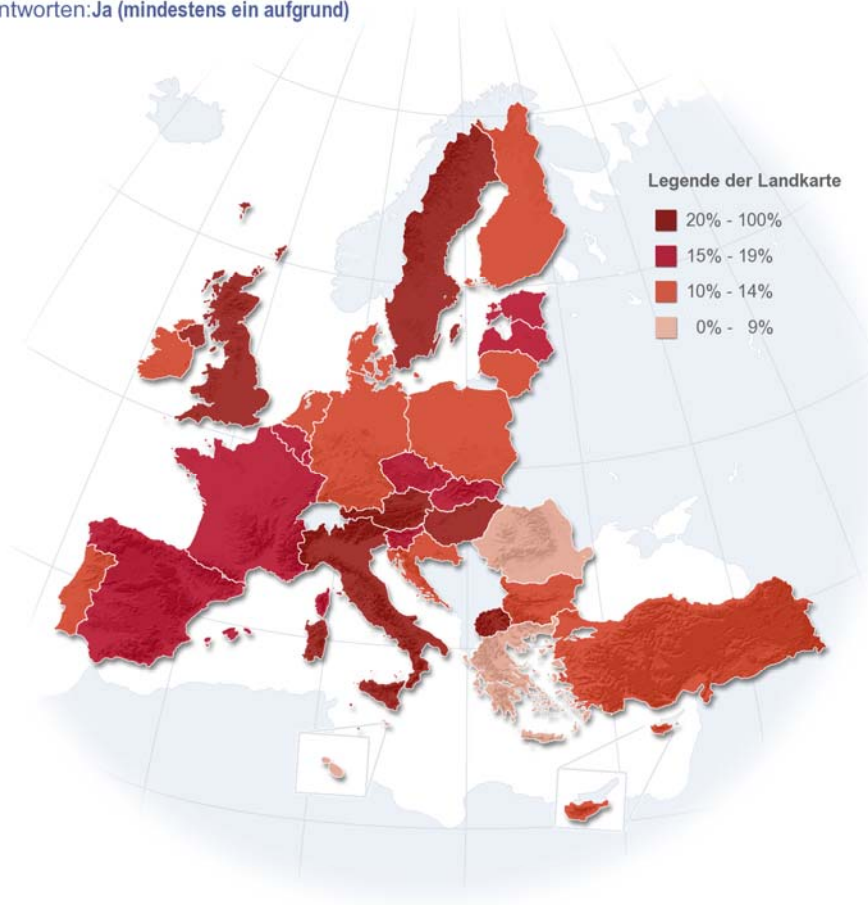 ntworten:Ja (mindestens ein aufgrund)
Legende der Landkarte
20% - 100%
15% - 19%
10% - 14%
0% - 9%